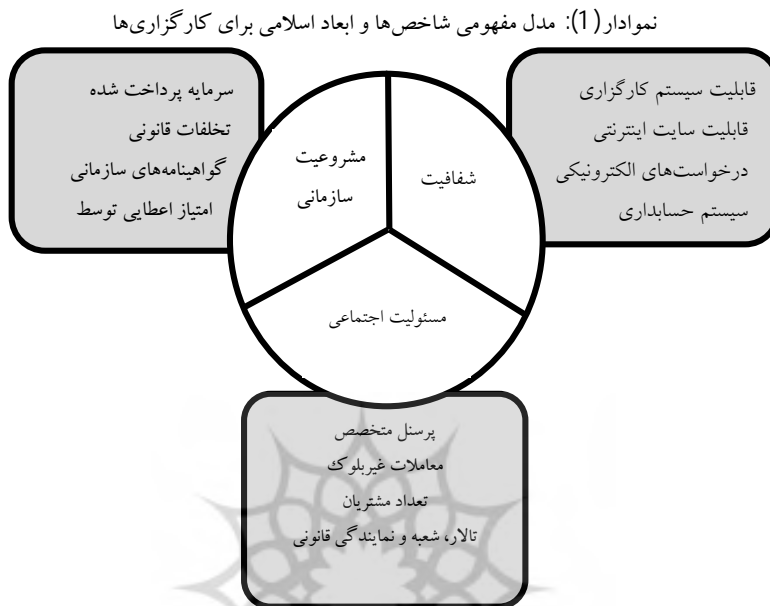 نموادار(1): مدل مفهومی شاخص‌ها و ابعاد اسلامی برای کارگزاری‌ها
قابلیت سیستم کارگزاری
قابلیت سایت اینترنتی
درخواست‌های الکترونیکی
سیستم حسابداری
شفافیت
مشروعیت
سازمانی
سرمایه پرداخت شده
تخلفات قانونی
گواهینامه‌های سازمانی
امتیاز اعطایی توسط
مسئولیت اجتماعی
پرسنل متخصص
معاملات غیربلوک
تعداد مشتریان
تالار، شعبه و نمایندگی قانونی